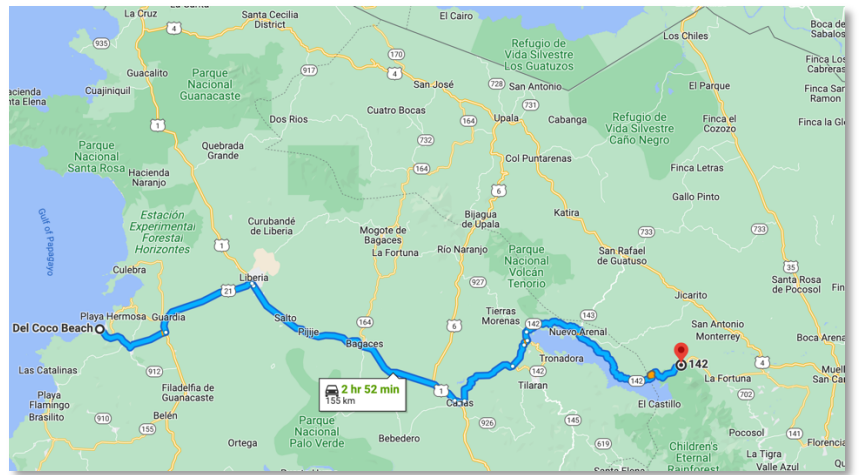 La Cruz
Santa Cecilia
District
El Cairo
Boca de
Sabalos
935
4
Los Chiles
Refugio de
Vida Silvestre
Los Guatuzos
170
Finca Los
Cabreras
917
4
Guacalito
Parque
Nacional
Guanacaste
San José
728
San Antonio
El Parque
Cuajiniquil
731
Finca San
Ramon
Cuatro Bocas
164
Upala
Cabanga
Refugio de
Vida Silvestre
Caño Negro
Finca el
Cozozo
1
Dos Rios
732
Parque
Nacional
Santa Rosa
Quebrada
Grande
Col Puntarenas
164
Finca Letras
Hacienda
Naranjo
6
Gallo Pinto
Gulf of Papagayo
Estación
Experimental
Forestal
Horizontes
Curubandé
de Liberia
Mogote de
Bagaces
Bijagua
de Upala
Katira
733
733
1
La Fortuna
Río Naranjo
Parque
Nacional
Volcán
Tenorio
San Rafael
de Guatuso
35
Culebra
Liberia
927
Santa Rosa
de Pocosol
21
Jicarito
Playa Hermosa
Guardia
Salto
Tierras
Morenas
143
Del Coco Beach
Pijije
164
6
142
Nuevo Arenal
San Antonio
Monterrey
Bagaces
Boca Arena
Tronadora
142
4
Las Catalinas
912
2 hr 52 min
155 km
1
Tilaran
142
La Fortuna
Playa
Flamingo
Filadelfia de
Guanacaste
Cañas
El Castillo
702
Brasilito
910
Belén
Parque
Nacional
Palo Verde
926
145
Pocosol
141
155
Ortega
Bebedero
619
Children's
Eternal
Rainforest
Florencia
La Tigra
Santa Elena
Valle Azul